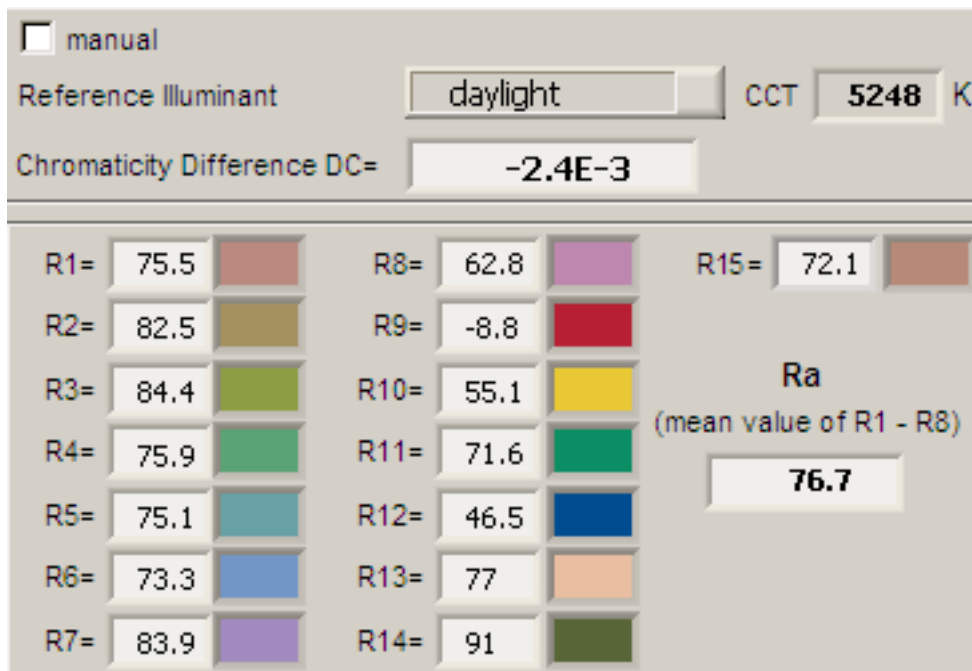 manual
Reference Illuminant daylight CCT 5248 K
Chromaticity Difference DC= -2.4E-3
R1= 75.5 R8= 62.8 R15= 72.1
R2= 82.5 R9= -8.8
R3= 84.4 R10= 55.1 Ra
(mean value of R1 - R8)
R4= 75.9 R11= 71.6
76.7
R5= 75.1 R12= 46.5
R6= 73.3 R13= 77
R7= 83.9 R14= 91